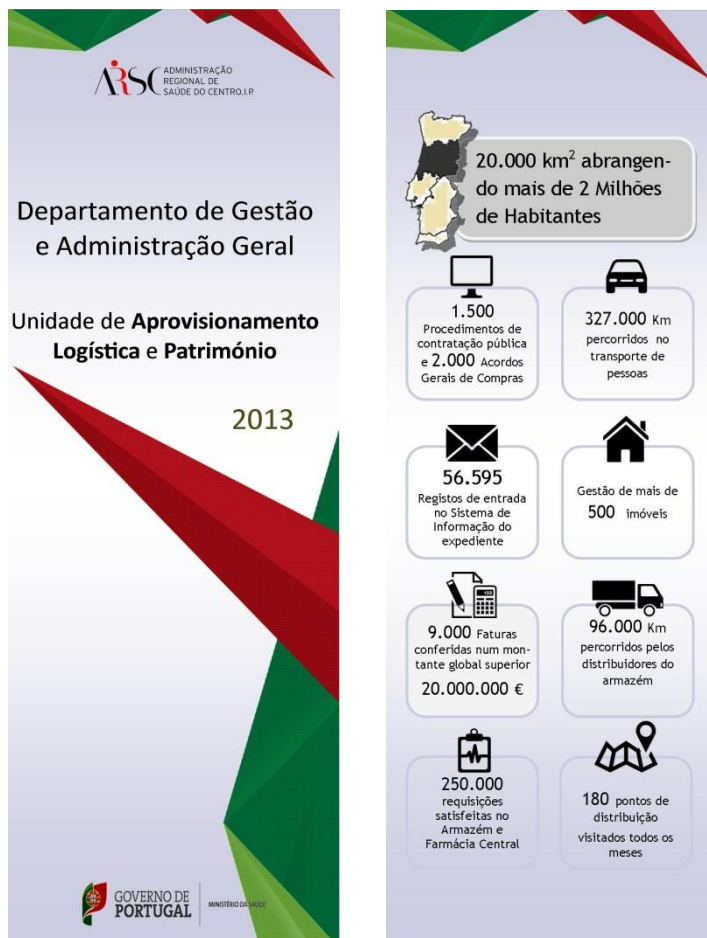 ARSC
ADMINISTRAÇÃO
REGIONAL DE
SAÚDE DO CENTRO,I.P.
Departamento de Gestão
e Administração Geral
Unidade de Aprovisionamento
Logística e Património
2013
GOVERNO DE
PORTUGAL
MINISTÉRIO DA SAÚDE
20.000 km² abrangen-
do mais de 2 Milhões
de Habitantes
1.500
Procedimentos de
contratação pública
e 2.000 Acordos
Gerais de Compras
327.000 Km
percorridos no
transporte de
pessoas
56.595
Registos de entrada
no Sistema de
Informação do
expediente
Gestão de mais de
500 imóveis
9.000 Faturas
conferidas num mon-
tante global superior
20.000.000 €
96.000 Km
percorridos pelos
distribuidores do
armazém
250.000
requisições
satisfeitas no
Armazém e
Farmácia Central
180 pontos de
distribuição
visitados todos os
meses